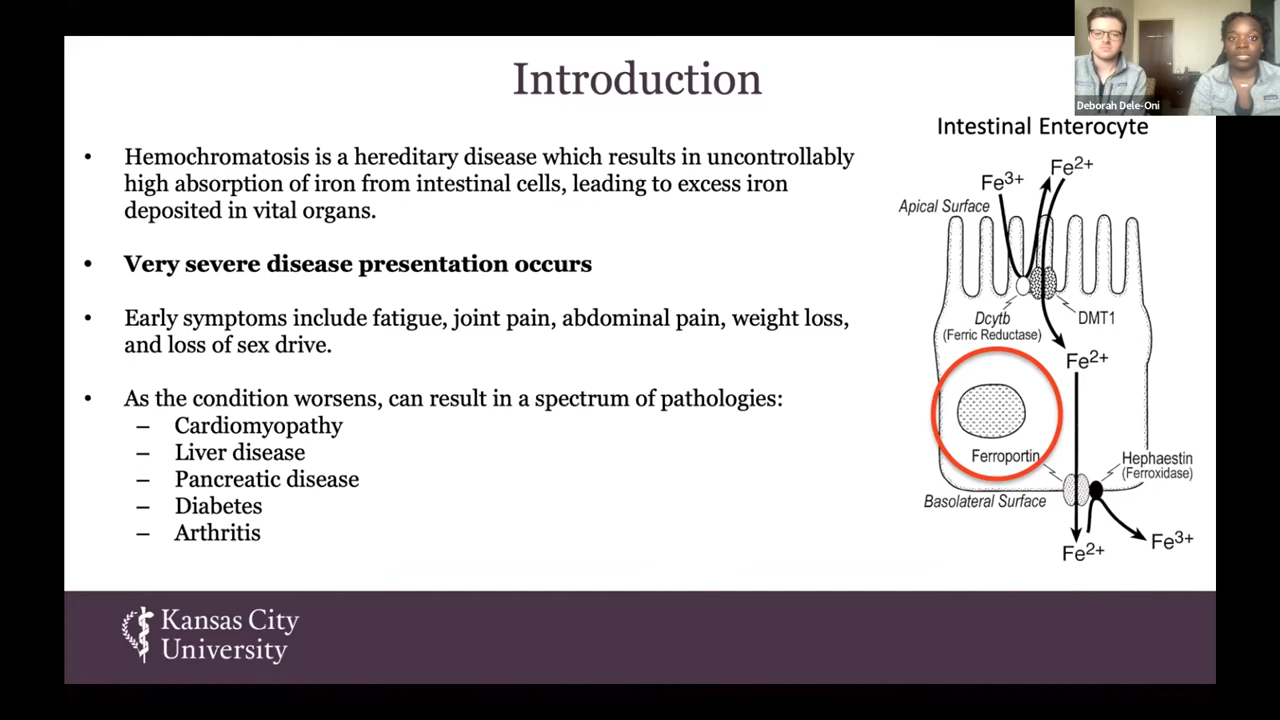 Deborah Dele-Oni
Introduction
• Hemochromatosis is a hereditary disease which results in uncontrollably
high absorption of iron from intestinal cells, leading to excess iron
deposited in vital organs.
• Very severe disease presentation occurs
• Early symptoms include fatigue, joint pain, abdominal pain, weight loss,
and loss of sex drive.
• As the condition worsens, can result in a spectrum of pathologies:
– Cardiomyopathy
– Liver disease
– Pancreatic disease
– Diabetes
– Arthritis
Intestinal Enterocyte
Fe3+
Fe2+
Apical Surface
Dcytb
(Ferric Reductase)
DMT1
Fe2+
Ferroportin
Hephaestin
(Ferroxidase)
Basolateral Surface
Fe2+
Fe3+
Kansas City
University